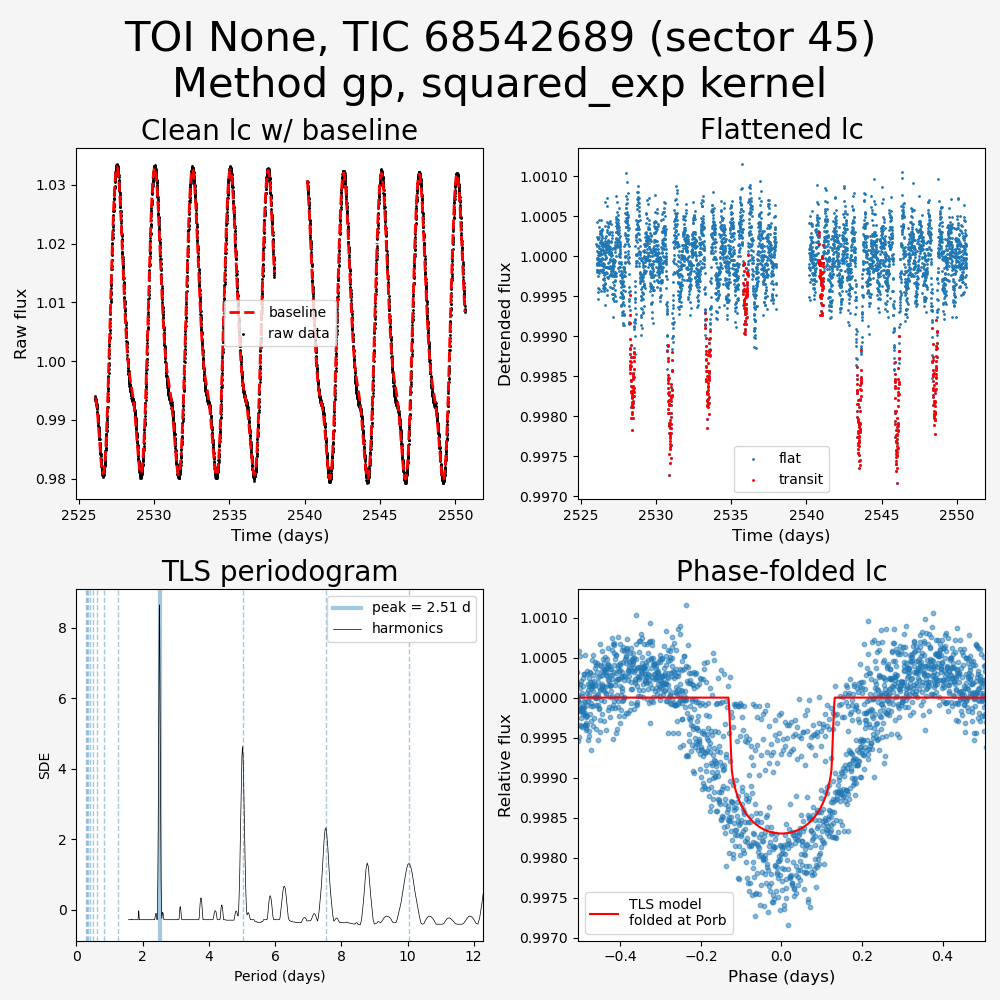 TOI None, TIC 68542689 (sector 45)
Method gp, squared_exp kernel
Clean lc w/ baseline
Raw flux
1.03
1.02
1.01
1.00
0.99
0.98
baseline
raw data
2525 2530 2535 2540 2545 2550
Time (days)
Flattened lc
Detrended flux
1.0010
1.0005
1.0000
0.9995
0.9990
0.9985
0.9980
0.9975
0.9970
flat
transit
2525 2530 2535 2540 2545 2550
Time (days)
TLS periodogram
SDE
8
6
4
2
0
peak = 2.51 d
harmonics
0 2 4 6 8 10 12
Period (days)
Phase-folded lc
Relative flux
1.0010
1.0005
1.0000
0.9995
0.9990
0.9985
0.9980
0.9975
0.9970
TLS model
folded at Porb
−0.4 −0.2 0.0 0.2 0.4
Phase (days)